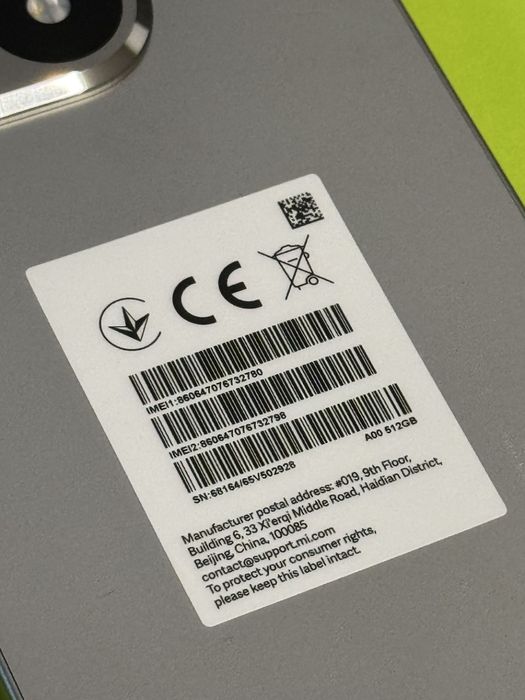 CE
IMEI1:860647076732780
IMEI2:860647076732798
SN:68164/65V502928
A00 512GB
Manufacturer postal address: #019, 9th Floor,
Building 6, 33 Xi'erqi Middle Road, Haidian District,
Beijing, China, 100085
contact@support.mi.com
To protect your consumer rights,
please keep this label intact.